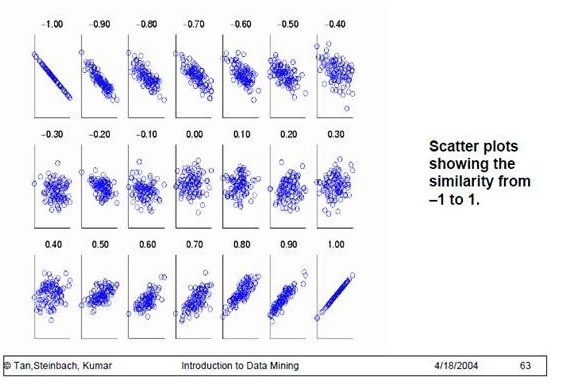 -1.00 -0.90 -0.80 -0.70 -0.60 -0.50 -0.40
-0.30 -0.20 -0.10 0.00 0.10 0.20 0.30
0.40 0.50 0.60 0.70 0.80 0.90 1.00
Scatter plots
showing the
similarity from
–1 to 1.
© Tan,Steinbach, Kumar Introduction to Data Mining 4/18/2004 63